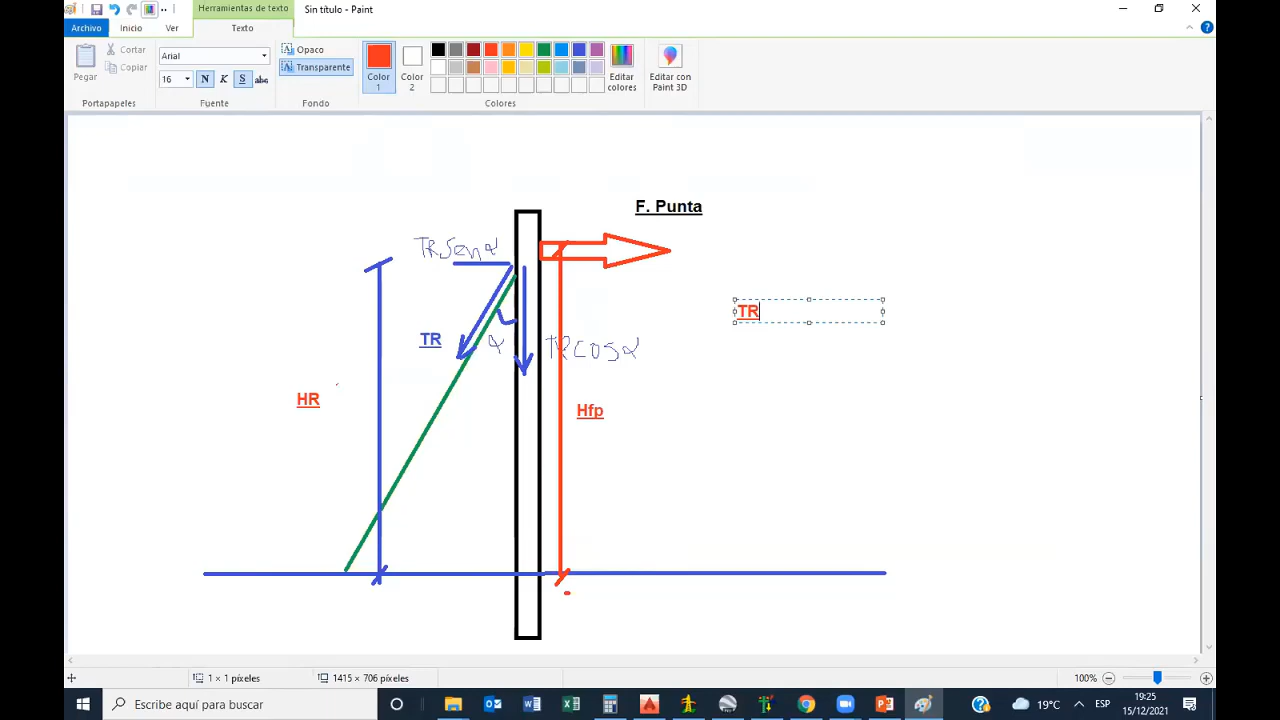 Herramientas de texto
Sin título - Paint
Archivo
Inicio
Ver
Texto
Pegar
Cortar
Copiar
Portapapeles
Arial
16
N
K
S
abc
Fuente
Opaco
Transparente
Fondo
Color
1
Color
2
Editar
colores
Colores
Editar con
Paint 3D
F. Punta
TRSenα
TR
TR
α
TRCOSα
HR
Hfp
1 × 1 píxeles
1415 × 706 píxeles
100%
Escribe aquí para buscar
19°C
ESP
19:25
15/12/2021